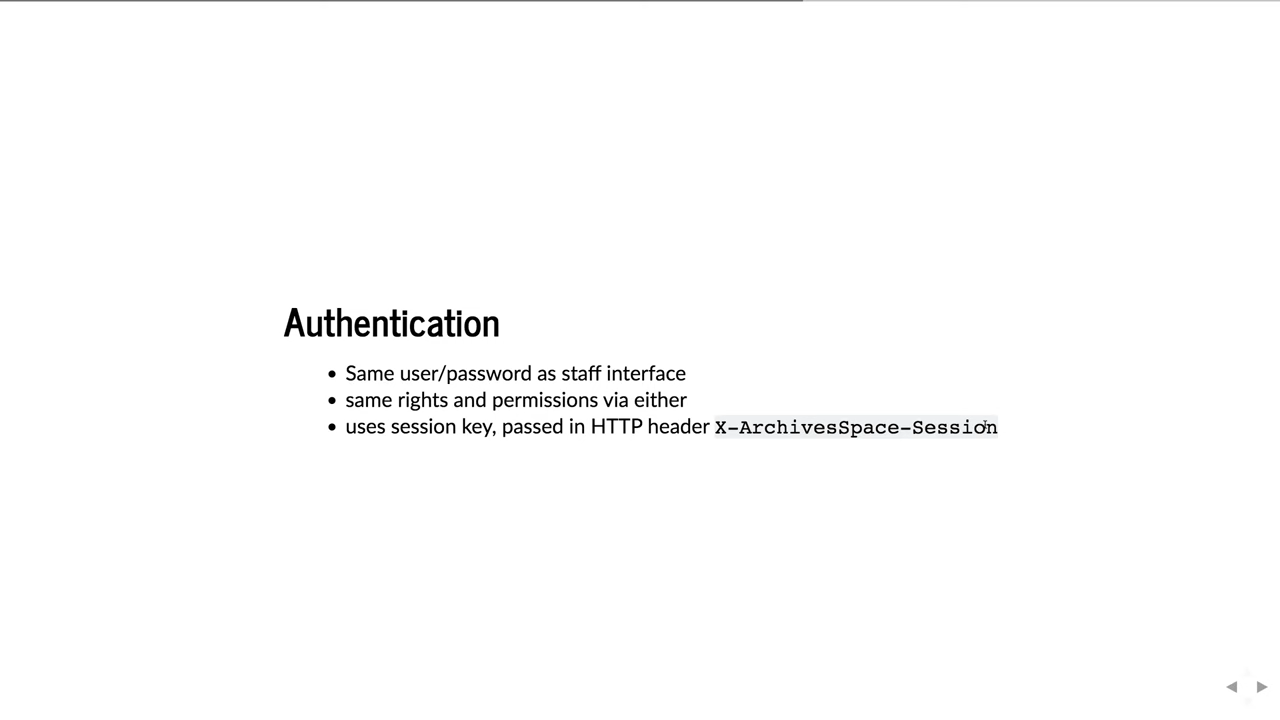 Authentication
• Same user/password as staff interface
• same rights and permissions via either
• uses session key, passed in HTTP header X-ArchivesSpace-Session